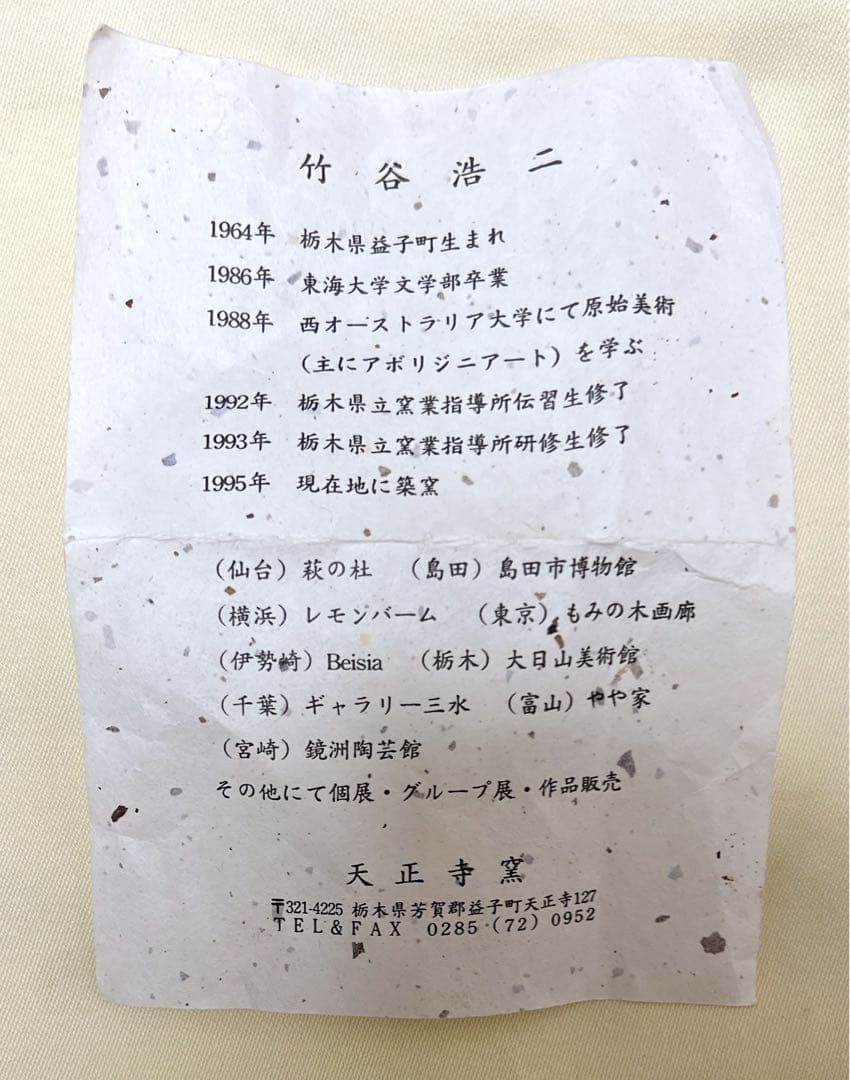 竹谷浩二
1964年 栃木県益子町生まれ
1986年 東海大学文学部卒業
1988年 西オーストラリア大学にて原始美術
（主にアボリジニアート）を学ぶ
1992年 栃木県立窯業指導所伝習生修了
1993年 栃木県立窯業指導所研修生修了
1995年 現在地に築窯
（仙台）萩の杜 （島田）島田市博物館
（横浜）レモンバーム （東京）もみの木画廊
（伊勢崎）Beisia （栃木）大日山美術館
（千葉）ギャラリー三水 （富山）やや家
（宮崎）鏡洲陶芸館
その他にて個展・グループ展・作品販売
天正寺窯
〒321-4225 栃木県芳賀郡益子町天正寺127
TEL&FAX 0285（72）0952